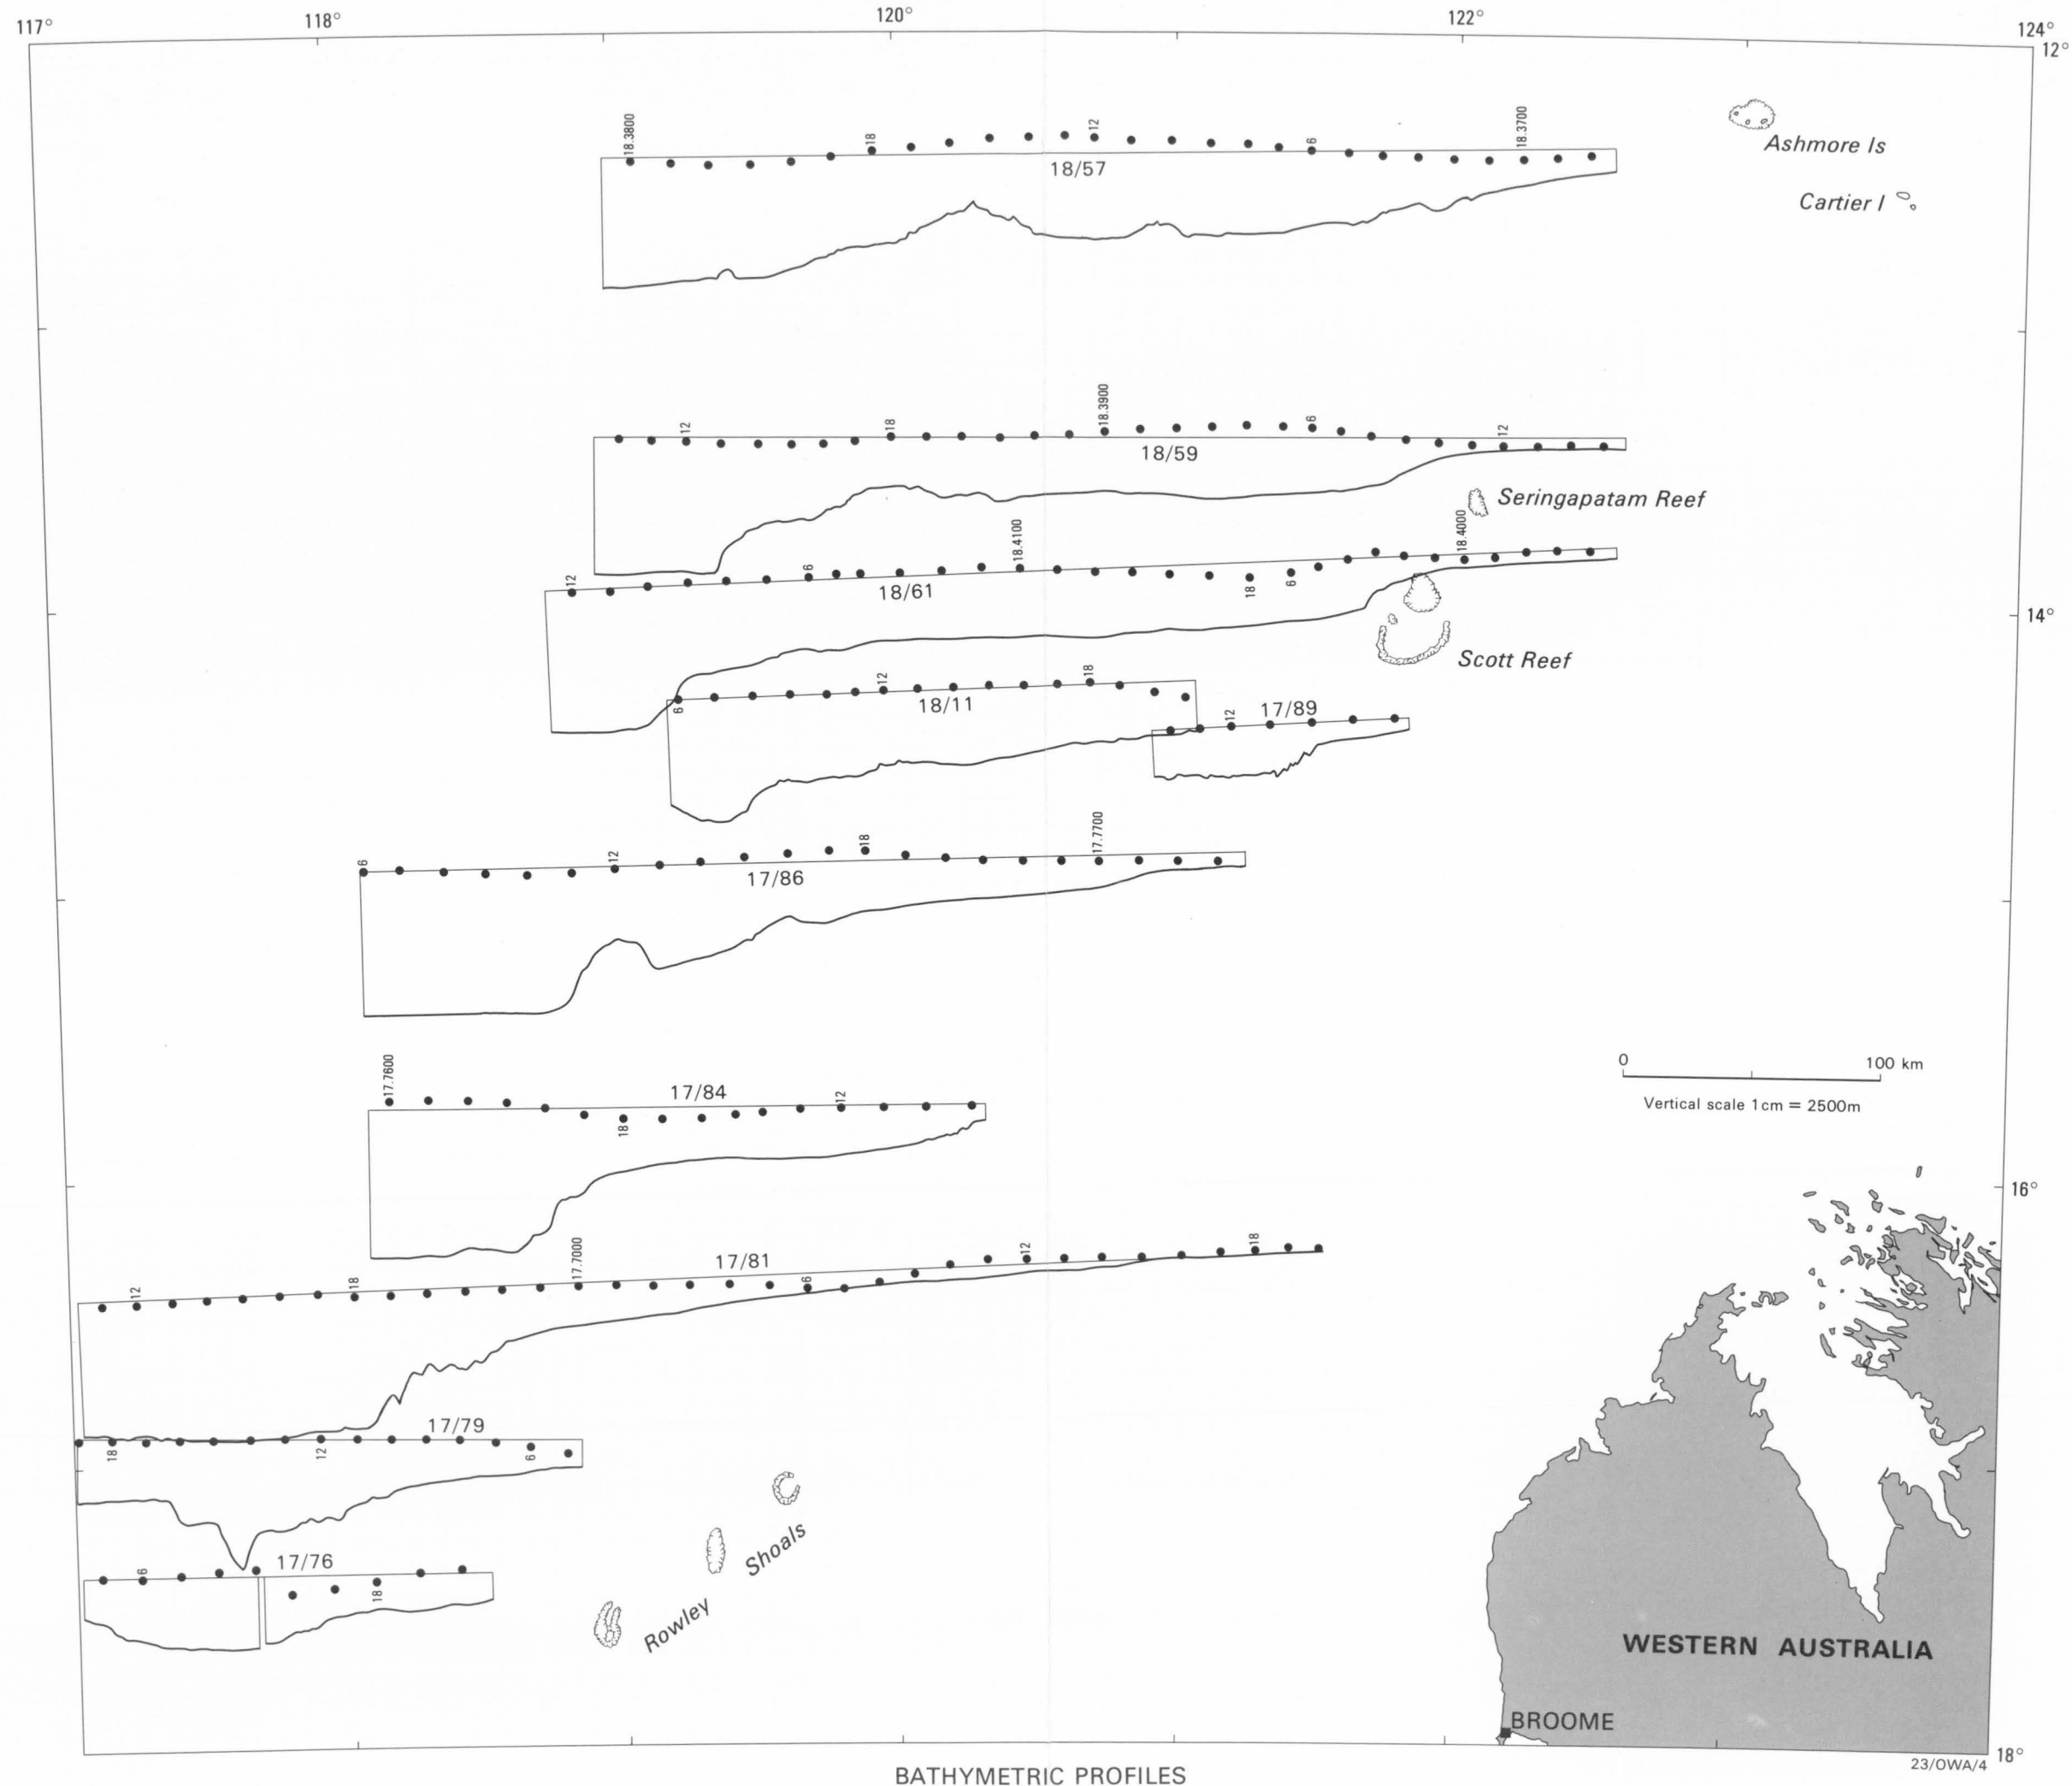 117° 118° 120° 122° 124°
12°
18.3800 18 12 6 18.3700
18/57
Ashmore Is
Cartier I
12 18 18.3900 6 12
18/59
Seringapatam Reef
12 6 18.4100 18 6 18.4000
18/61
14°
Scott Reef
6 12 18
18/11
12
17/89
6 12 18 17.7700
17/86
0 100 km
Vertical scale 1cm = 2500m
17.7600 18 12
17/84
16°
12 18 17.7000 6 12 18
17/81
18 12 6
17/79
6 18
17/76
Rowley Shoals
WESTERN AUSTRALIA
BROOME
18°
23/OWA/4
BATHYMETRIC PROFILES